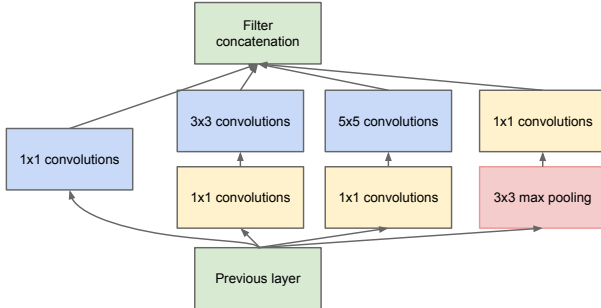 Filter
concatenation
3x3 convolutions
5x5 convolutions
1x1 convolutions
1x1 convolutions
1x1 convolutions
1x1 convolutions
3x3 max pooling
Previous layer